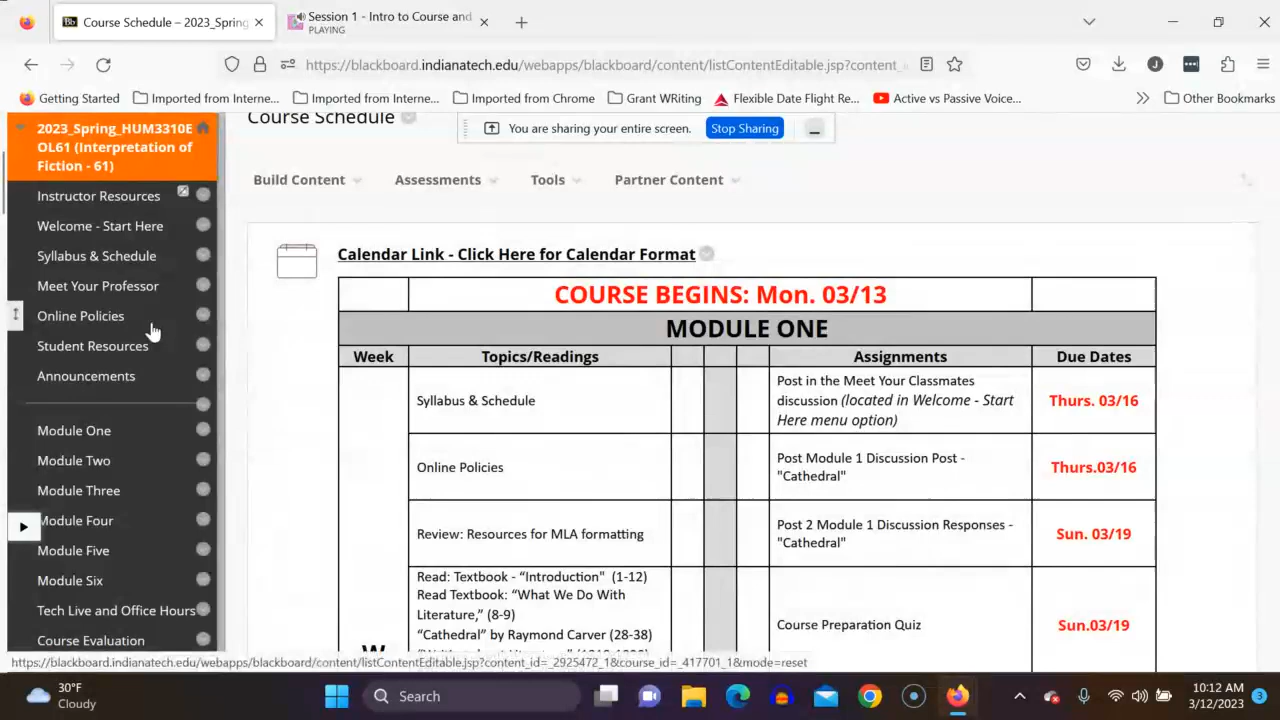 Course Schedule – 2023_Spring
Session 1 - Intro to Course and
PLAYING
https://blackboard.indianatech.edu/webapps/blackboard/content/listContentEditable.jsp?content_i
Getting Started
Imported from Interne...
Imported from Interne...
Imported from Chrome
Grant WRiting
Flexible Date Flight Re...
Active vs Passive Voice...
Other Bookmarks
2023_Spring_HUM3310E
OL61 (Interpretation of
Fiction - 61)
Instructor Resources
Welcome - Start Here
Syllabus & Schedule
Meet Your Professor
Online Policies
Student Resources
Announcements
Module One
Module Two
Module Three
Module Four
Module Five
Module Six
Tech Live and Office Hours
Course Evaluation
Course Schedule
You are sharing your entire screen.
Stop Sharing
Build Content
Assessments
Tools
Partner Content
Calendar Link - Click Here for Calendar Format
COURSE BEGINS: Mon. 03/13
MODULE ONE
Week
Topics/Readings
Assignments
Due Dates
Syllabus & Schedule
Post in the Meet Your Classmates
discussion (located in Welcome - Start
Here menu option)
Thurs. 03/16
Online Policies
Post Module 1 Discussion Post -
"Cathedral"
Thurs.03/16
Review: Resources for MLA formatting
Post 2 Module 1 Discussion Responses -
"Cathedral"
Sun. 03/19
Read: Textbook - “Introduction" (1-12)
Read Textbook: “What We Do With
Literature,” (8-9)
“Cathedral” by Raymond Carver (28-38)
Course Preparation Quiz
Sun.03/19
https://blackboard.indianatech.edu/webapps/blackboard/content/listContentEditable.jsp?content_id=_2925472_1&course_id=_417701_1&mode=reset
30°F
Cloudy
Search
10:12 AM
3/12/2023
3